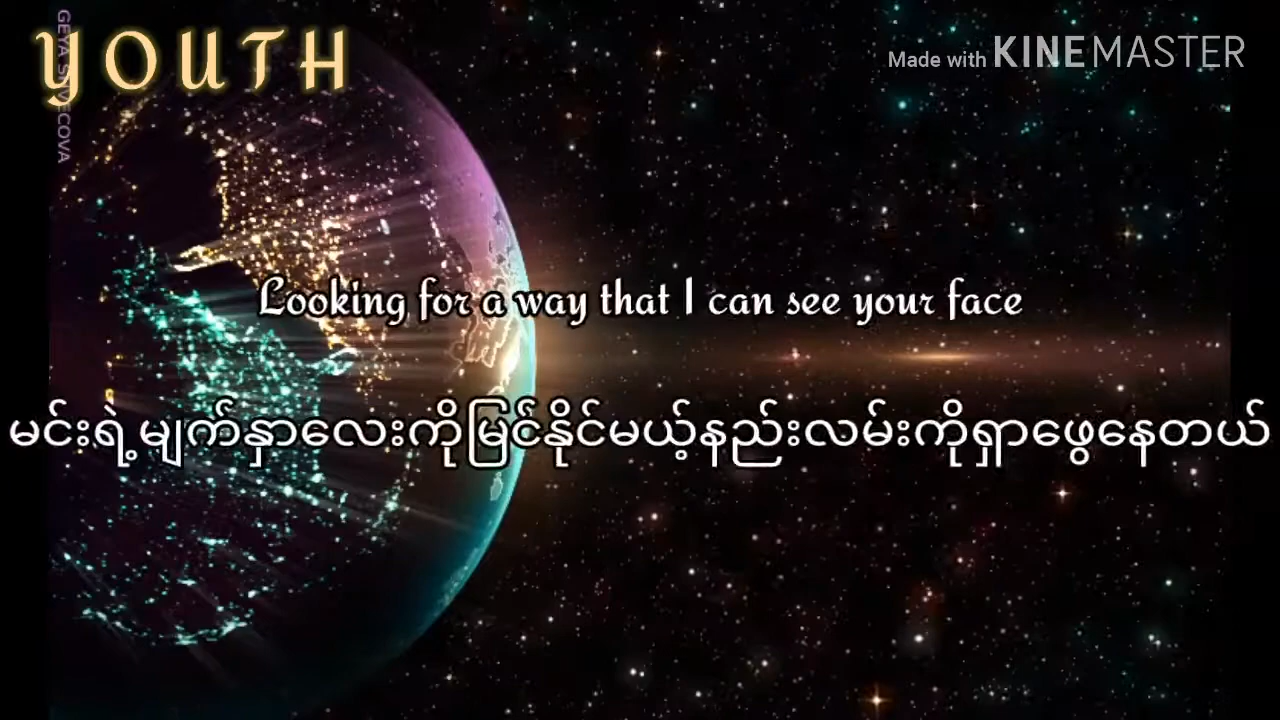 YOUTH
Made with KINEMASTER
Looking for a way that I can see your face
မင်းရဲ့မျက်နှာလေးကိုမြင်နိုင်မယ့်နည်းလမ်းကိုရှာဖွေနေတယ်